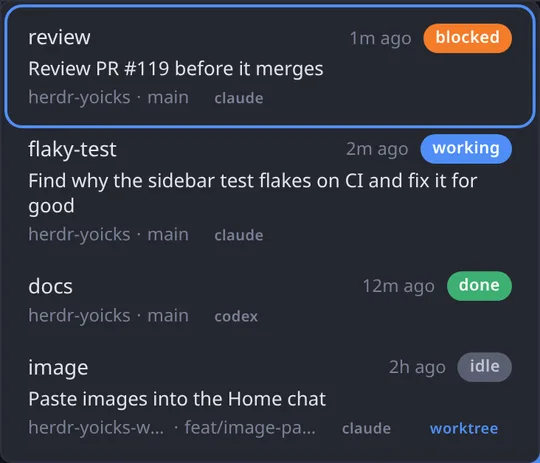 review 1m ago blocked
Review PR #119 before it merges
herdr-yoicks · main claude
flaky-test 2m ago working
Find why the sidebar test flakes on CI and fix it for
good
herdr-yoicks · main claude
docs 12m ago done
herdr-yoicks · main codex
image 2h ago idle
Paste images into the Home chat
herdr-yoicks-w... · feat/image-pa... claude worktree